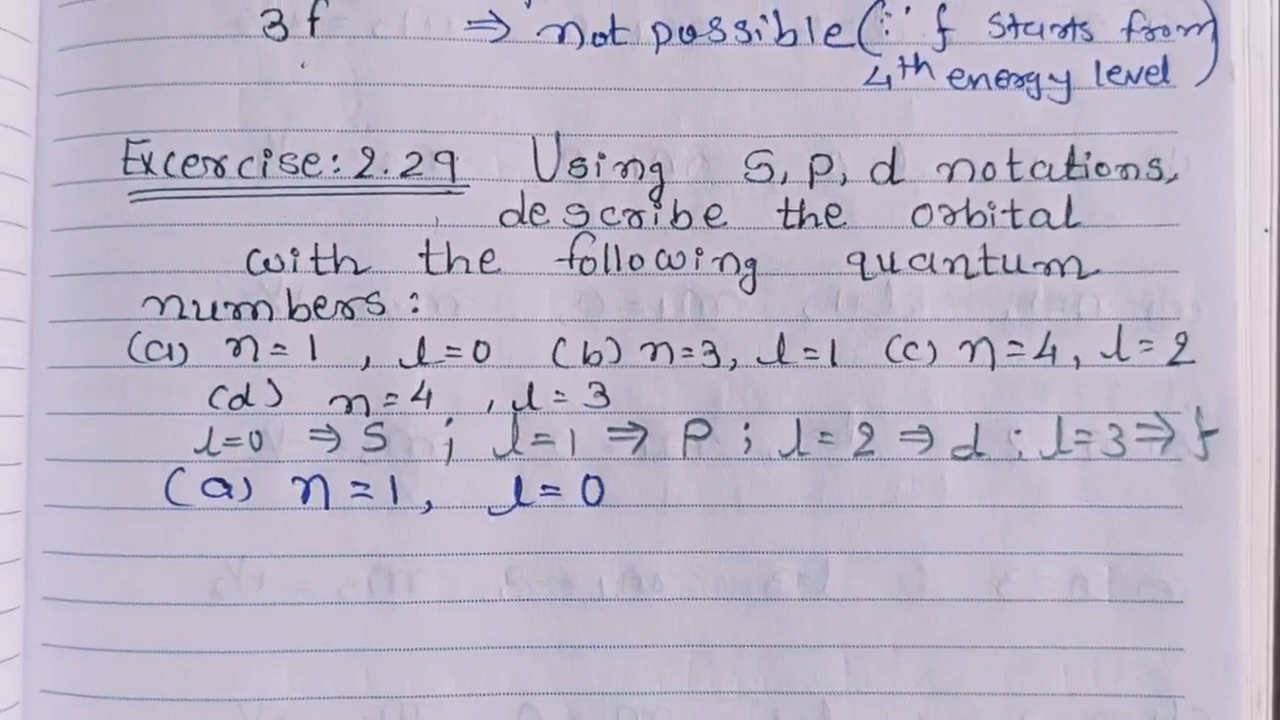 3f ⇒ not possible (∵ f starts from
4th energy level)
Excercise: 2.29 Using s, p, d notations,
describe the orbital
with the following quantum
numbers:
(a) n=1, l=0 (b) n=3, l=1 (c) n=4, l=2
(d) n=4, l=3
l=0 ⇒ s ; l=1 ⇒ p ; l=2 ⇒ d ; l=3 ⇒ f
(a) n=1, l=0